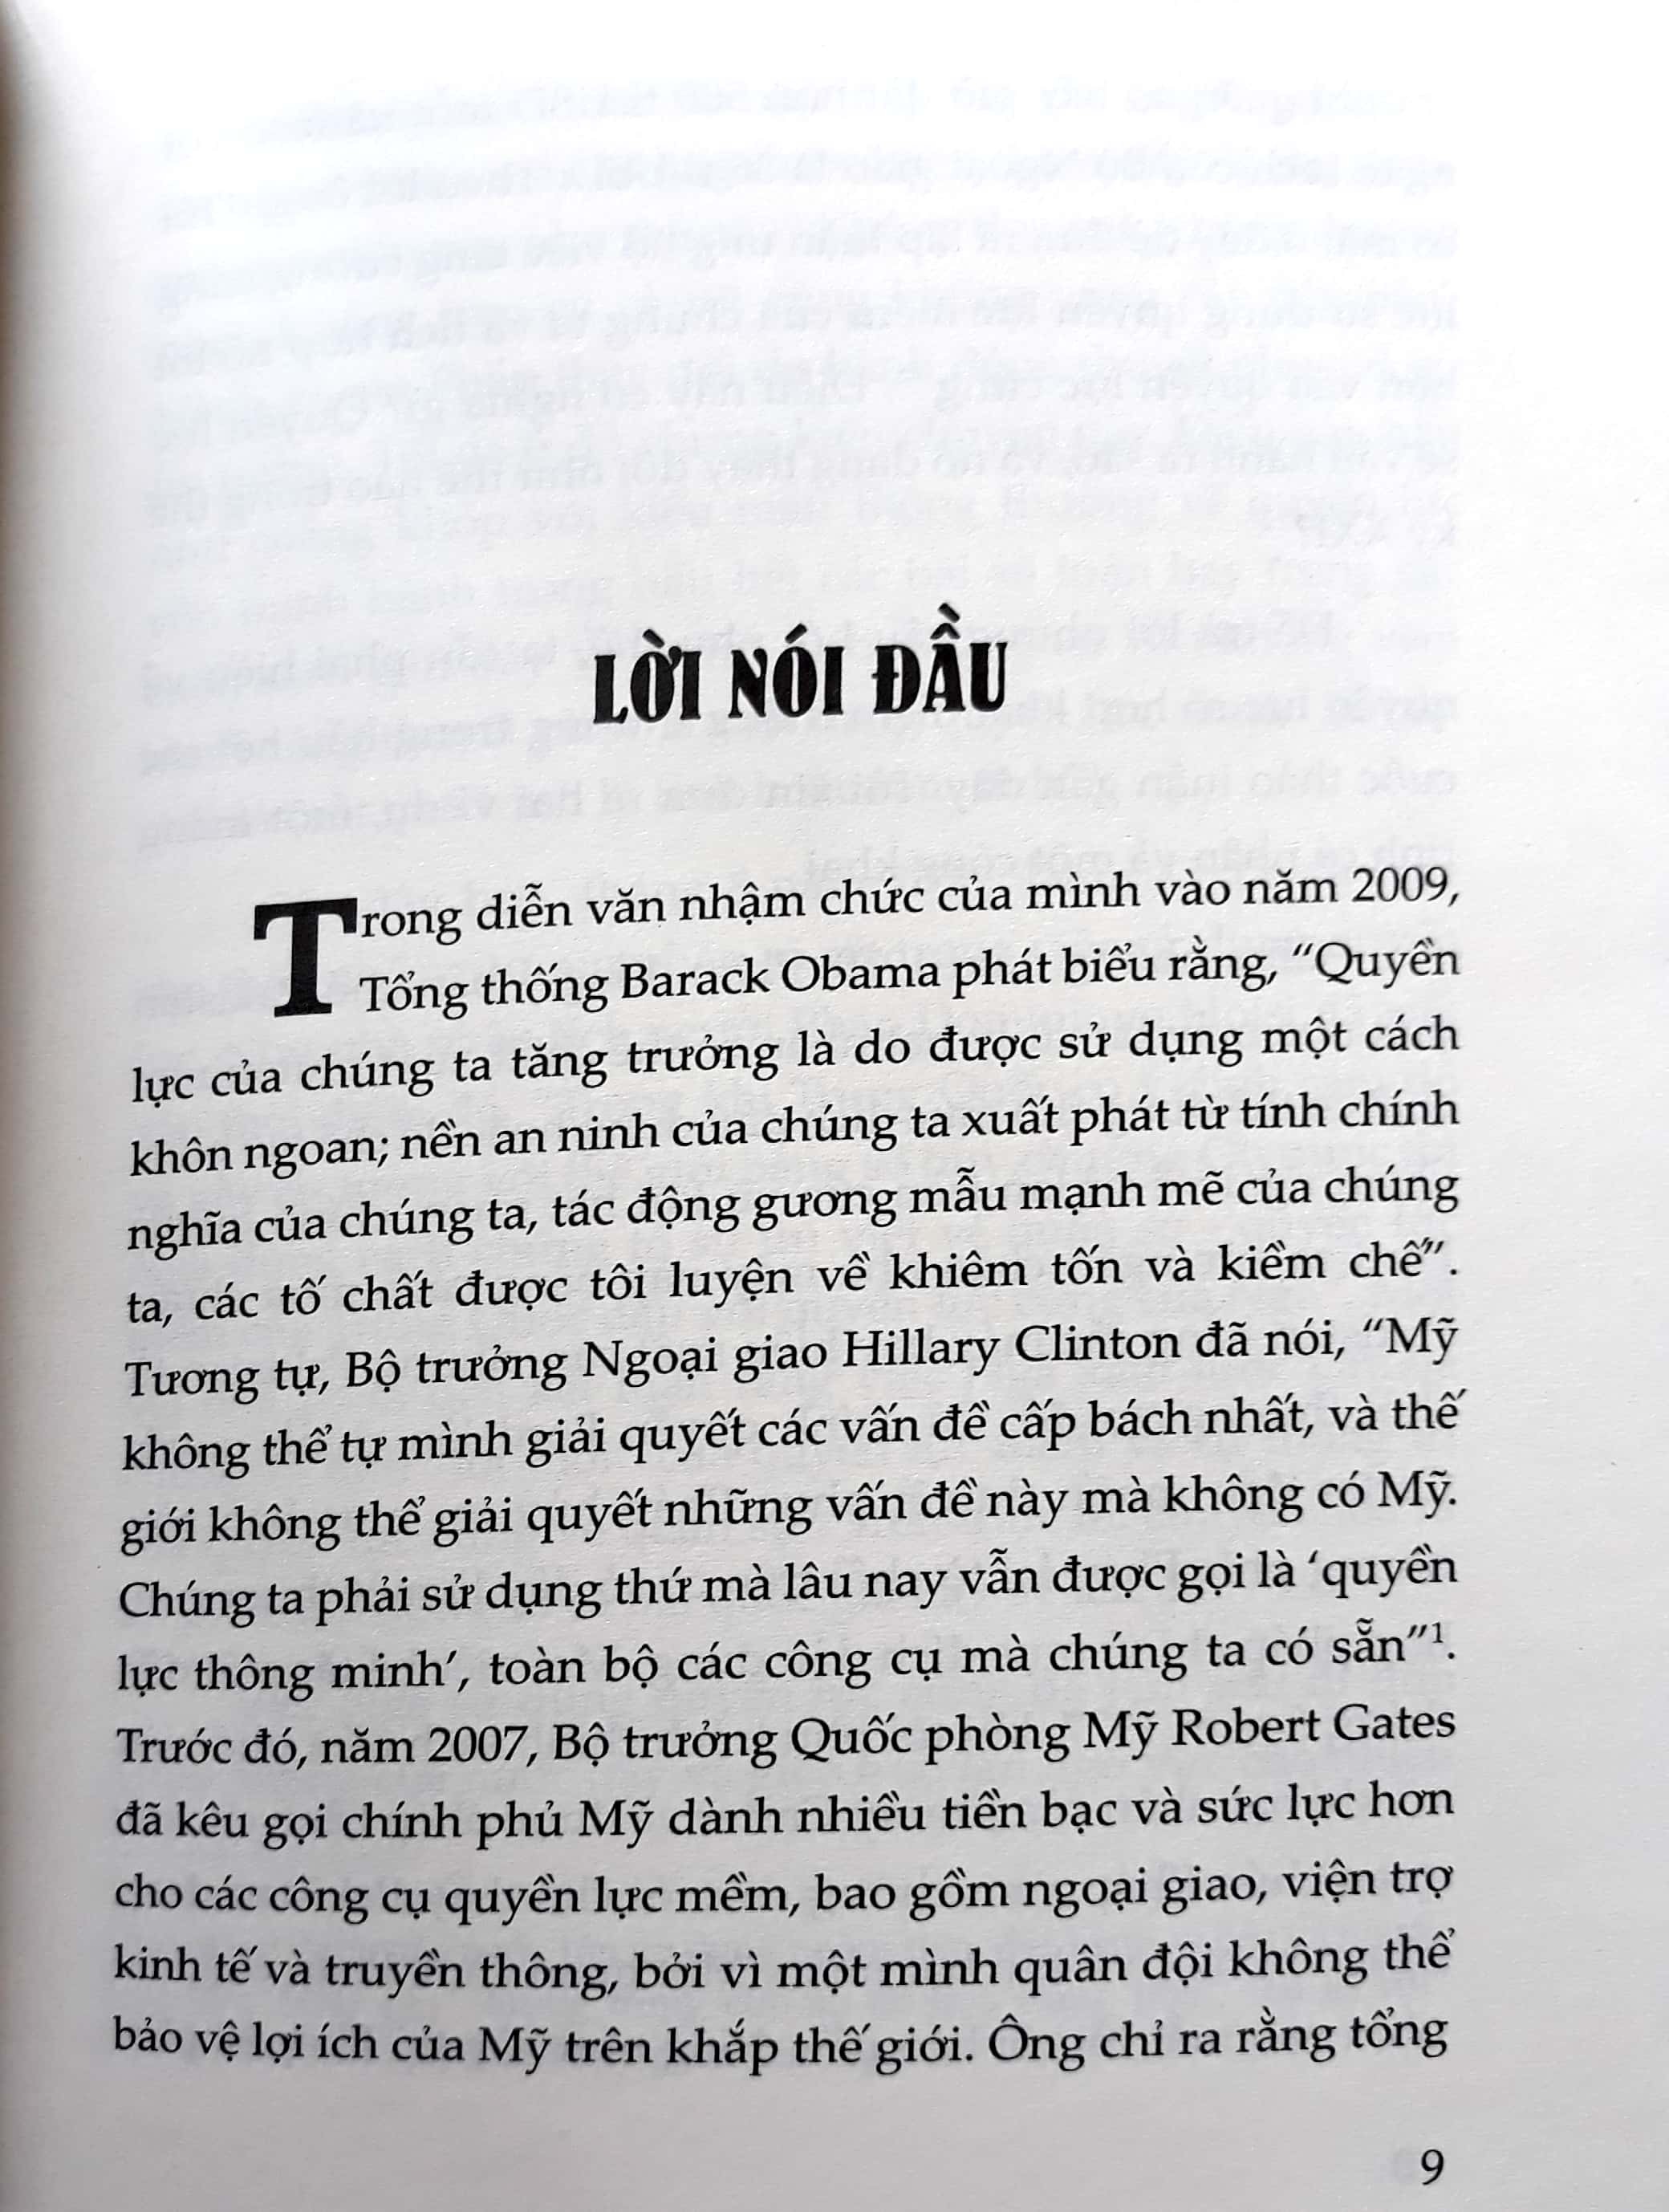 LỜI NÓI ĐẦU
Trong diễn văn nhậm chức của mình vào năm 2009,
Tổng thống Barack Obama phát biểu rằng, “Quyền
lực của chúng ta tăng trưởng là do được sử dụng một cách
khôn ngoan; nền an ninh của chúng ta xuất phát từ tính chính
nghĩa của chúng ta, tác động gương mẫu mạnh mẽ của chúng
ta, các tố chất được tôi luyện về khiêm tốn và kiềm chế”.
Tương tự, Bộ trưởng Ngoại giao Hillary Clinton đã nói, “Mỹ
không thể tự mình giải quyết các vấn đề cấp bách nhất, và thế
giới không thể giải quyết những vấn đề này mà không có Mỹ.
Chúng ta phải sử dụng thứ mà lâu nay vẫn được gọi là ‘quyền
lực thông minh’, toàn bộ các công cụ mà chúng ta có sẵn”¹.
Trước đó, năm 2007, Bộ trưởng Quốc phòng Mỹ Robert Gates
đã kêu gọi chính phủ Mỹ dành nhiều tiền bạc và sức lực hơn
cho các công cụ quyền lực mềm, bao gồm ngoại giao, viện trợ
kinh tế và truyền thông, bởi vì một mình quân đội không thể
bảo vệ lợi ích của Mỹ trên khắp thế giới. Ông chỉ ra rằng tổng
9